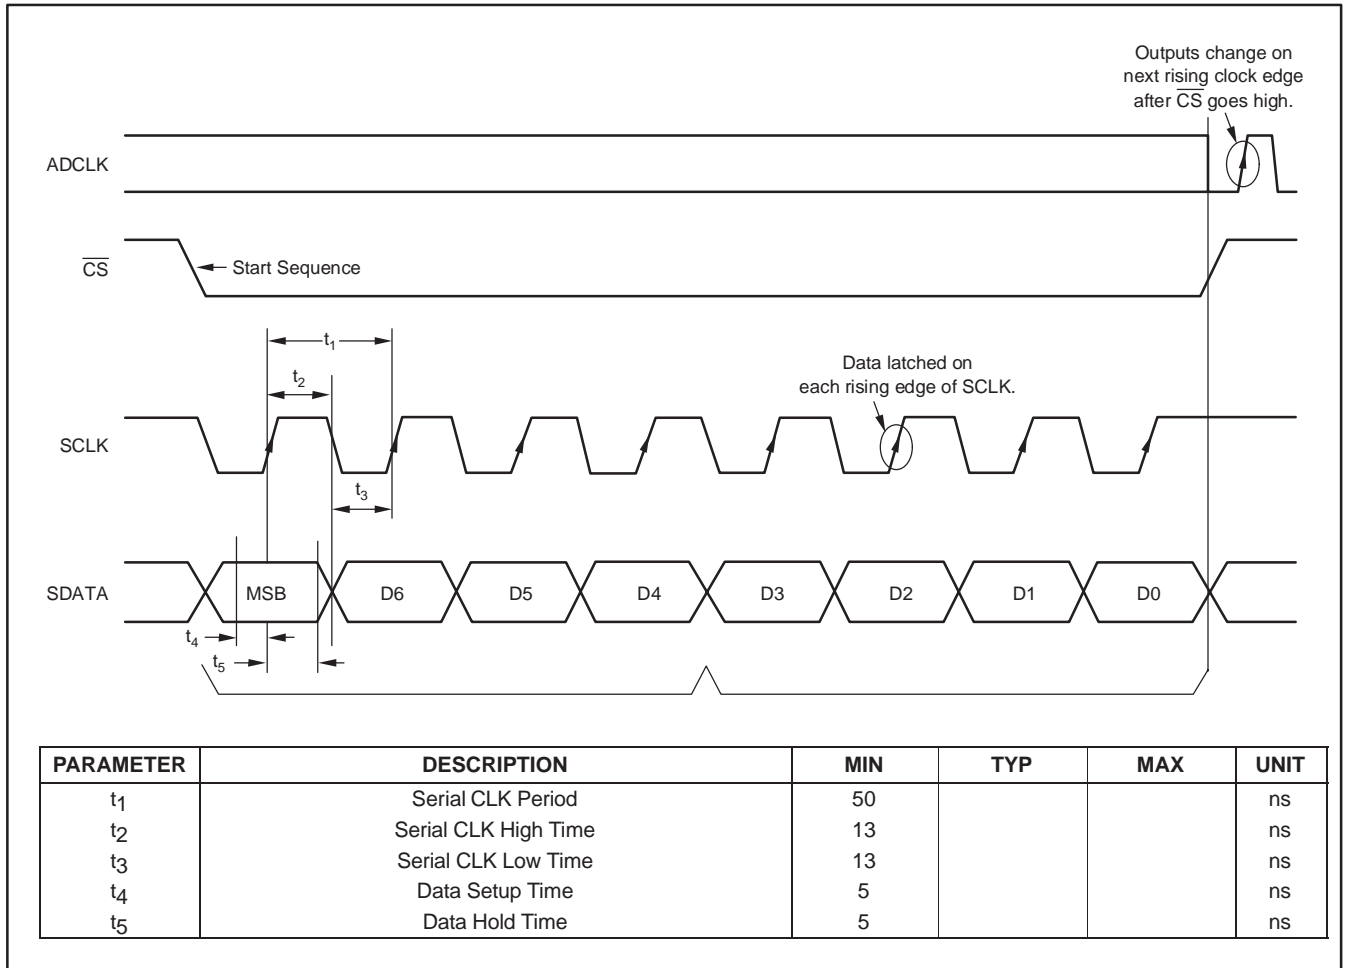 Outputs change on
next rising clock edge
after C̅S̅ goes high.
ADCLK
C̅S̅
Start Sequence
t1
t2
Data latched on
each rising edge of SCLK.
SCLK
t3
SDATA
MSB D6 D5 D4 D3 D2 D1 D0
t4
t5
PARAMETER DESCRIPTION MIN TYP MAX UNIT
t1 Serial CLK Period 50 ns
t2 Serial CLK High Time 13 ns
t3 Serial CLK Low Time 13 ns
t4 Data Setup Time 5 ns
t5 Data Hold Time 5 ns